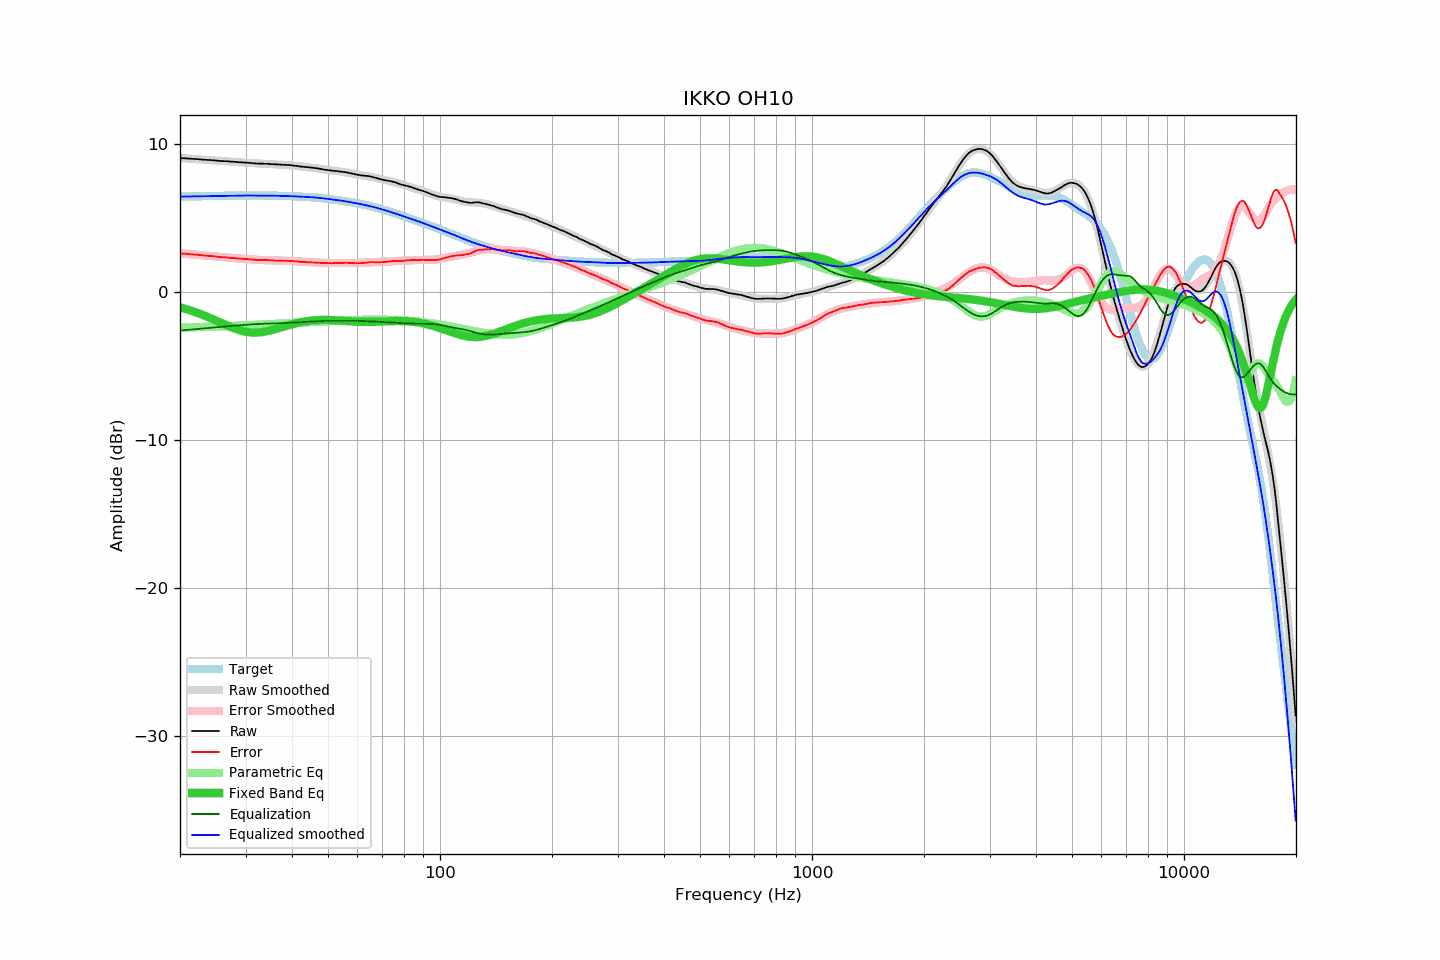 IKKO OH10
10
0
−10
−20
−30
Amplitude (dBr)
Target
Raw Smoothed
Error Smoothed
Raw
Error
Parametric Eq
Fixed Band Eq
Equalization
Equalized smoothed
100
1000
10000
Frequency (Hz)